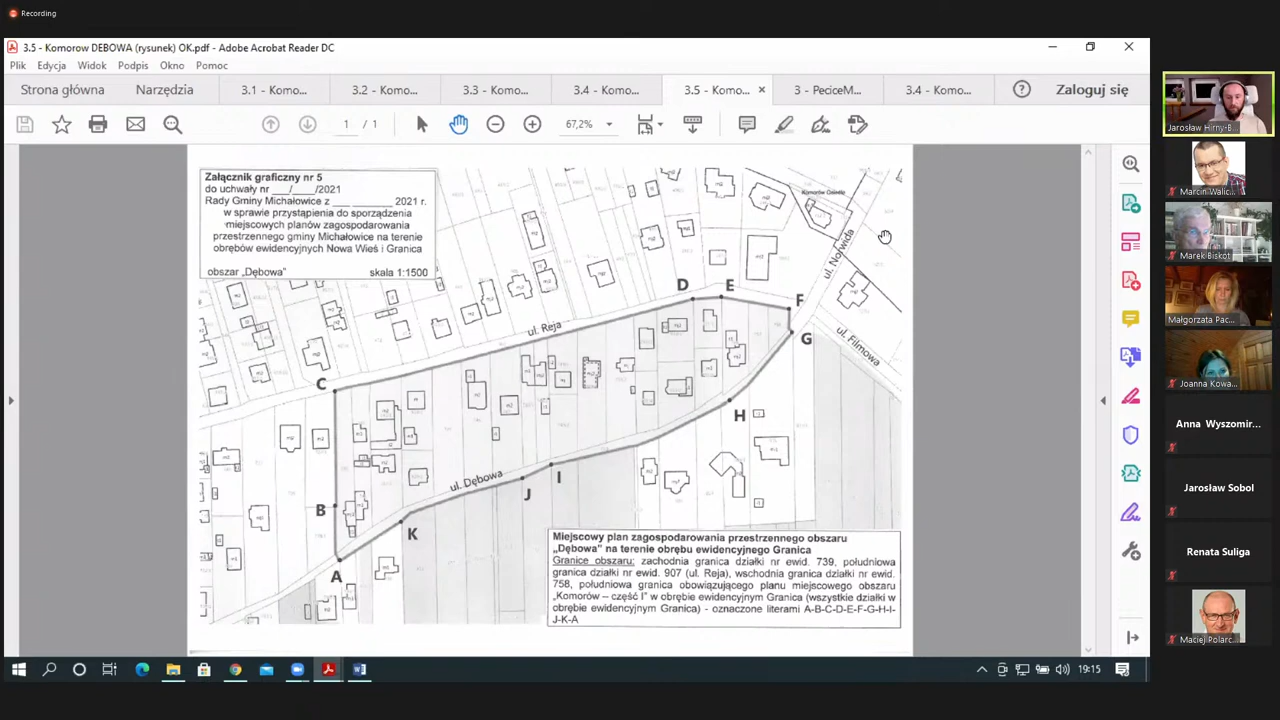 Recording
3.5 - Komorow DEBOWA (rysunek) OK.pdf - Adobe Acrobat Reader DC
Plik Edycja Widok Podpis Okno Pomoc
Strona główna Narzędzia 3.1 - Komo... 3.2 - Komo... 3.3 - Komo... 3.4 - Komo... 3.5 - Komo... 3 - PeciceM... 3.4 - Komo... Zaloguj się
1 / 1 67,2%
Załącznik graficzny nr 5
do uchwały nr ___/____/2021
Rady Gminy Michałowice z ___ ________ 2021 r.
w sprawie przystąpienia do sporządzenia
miejscowych planów zagospodarowania
przestrzennego gminy Michałowice na terenie
obrębów ewidencyjnych Nowa Wieś i Granica
obszar „Dębowa" skala 1:1500
ul. Norwida
D E F
ul. Reja
G
ul. Filmowa
C
H
I
ul. Dębowa
J
B
K
A
Miejscowy plan zagospodarowania przestrzennego obszaru
„Dębowa" na terenie obrębu ewidencyjnego Granica
Granice obszaru: zachodnia granica działki nr ewid. 739, południowa
granica działki nr ewid. 907 (ul. Reja), wschodnia granica działki nr ewid.
758, południowa granica obowiązującego planu miejscowego obszaru
„Komorów – część I" w obrębie ewidencyjnym Granica (wszystkie działki w
obrębie ewidencyjnym Granica) - oznaczone literami A-B-C-D-E-F-G-H-I-
J-K-A
Jarosław Hirny-B...
Marcin Walic...
Marek Biskot
Małgorzata Pac...
Joanna Kowa...
Anna Wyszomir...
Jarosław Sobol
Renata Suliga
Maciej Polarc...
19:15